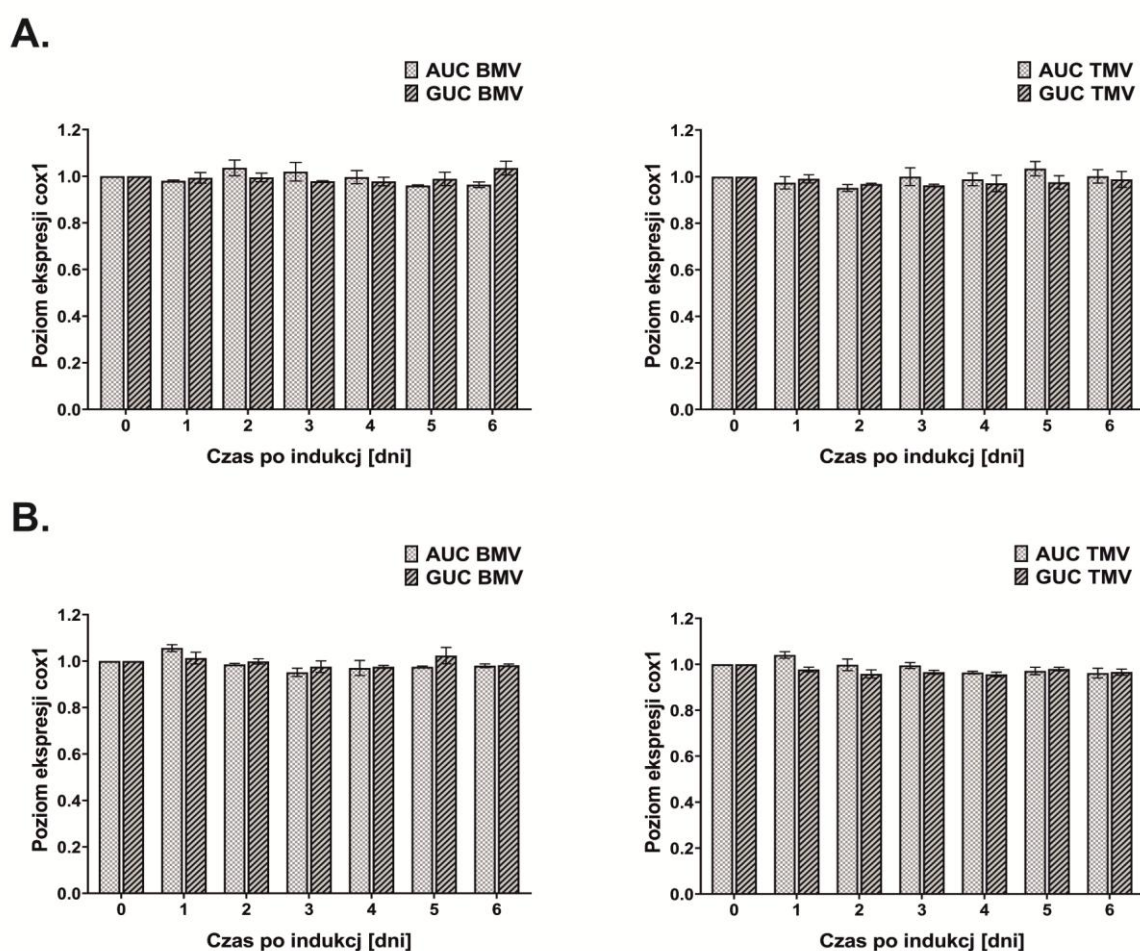 A.
AUC BMV
GUC BMV
Poziom ekspresji cox1
1.2
1.0
0.8
0.6
0.4
0.2
0.0
0 1 2 3 4 5 6
Czas po indukcj [dni]
AUC TMV
GUC TMV
Poziom ekspresji cox1
1.2
1.0
0.8
0.6
0.4
0.2
0.0
0 1 2 3 4 5 6
Czas po indukcj [dni]
B.
AUC BMV
GUC BMV
Poziom ekspresji cox1
1.2
1.0
0.8
0.6
0.4
0.2
0.0
0 1 2 3 4 5 6
Czas po indukcj [dni]
AUC TMV
GUC TMV
Poziom ekspresji cox1
1.2
1.0
0.8
0.6
0.4
0.2
0.0
0 1 2 3 4 5 6
Czas po indukcj [dni]